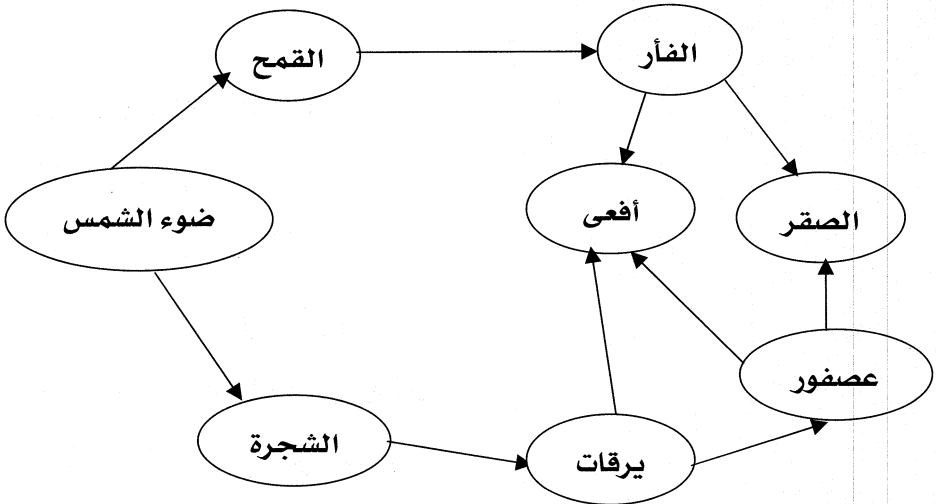 القمح
الفأر
ضوء الشمس
أفعى
الصقر
عصفور
الشجرة
يرقات